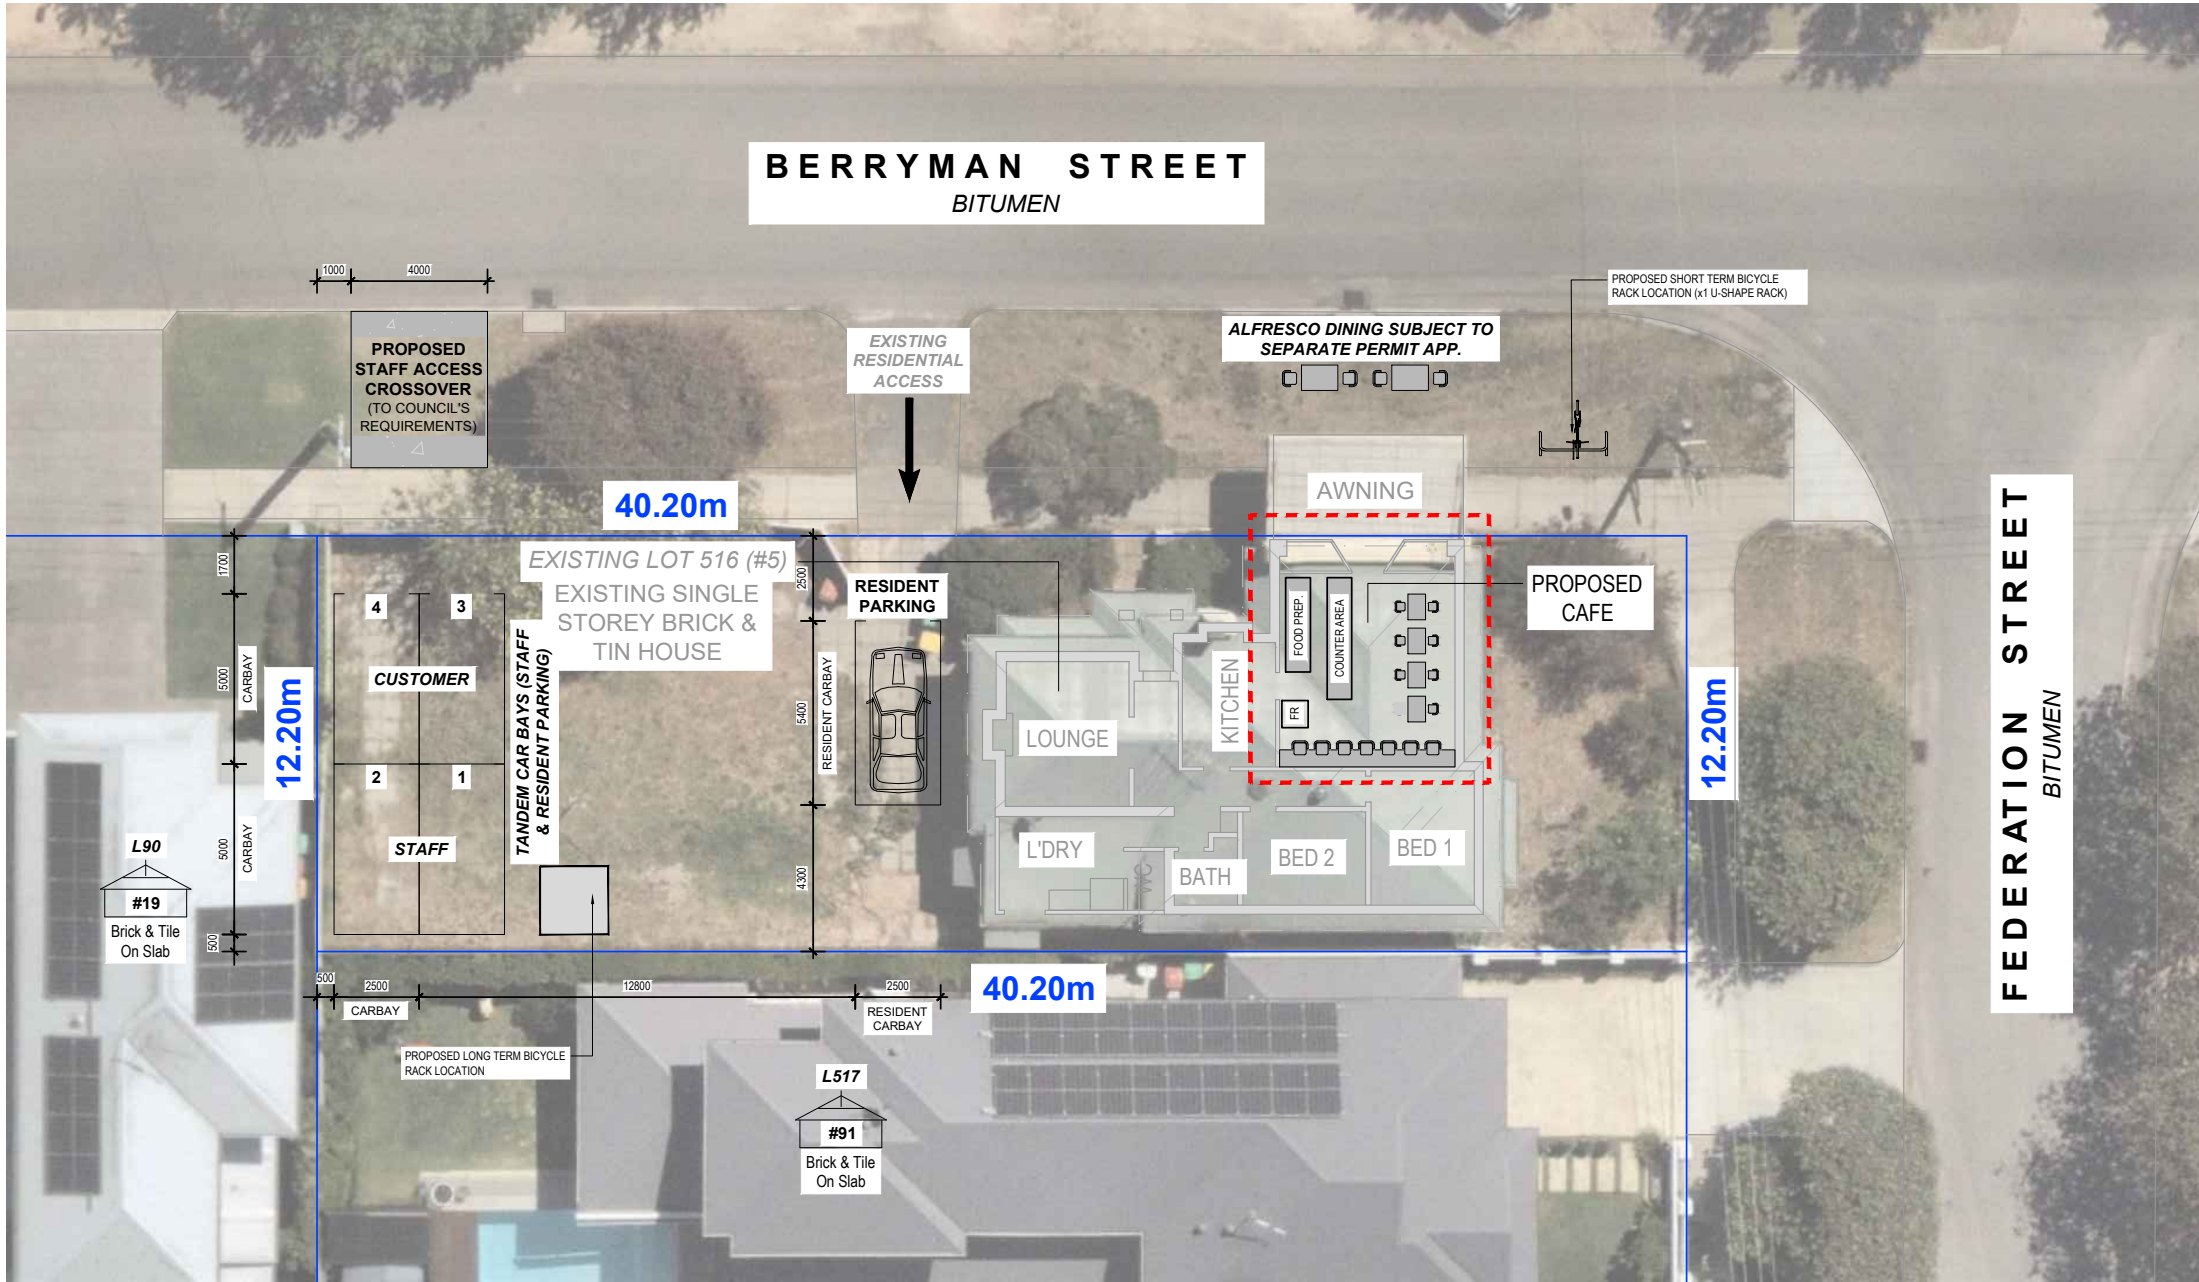 BERRYMAN STREET
BITUMEN
1000
4000
PROPOSED SHORT TERM BICYCLE
RACK LOCATION (x1 U-SHAPE RACK)
PROPOSED
STAFF ACCESS
CROSSOVER
(TO COUNCIL'S
REQUIREMENTS)
EXISTING
RESIDENTIAL
ACCESS
ALFRESCO DINING SUBJECT TO
SEPARATE PERMIT APP.
AWNING
40.20m
EXISTING LOT 516 (#5)
EXISTING SINGLE
STOREY BRICK &
TIN HOUSE
1700
5000
CARBAY
5000
CARBAY
500
12.20m
4
3
CUSTOMER
2
1
STAFF
TANDEM CAR BAYS (STAFF
& RESIDENT PARKING)
2500
5400
RESIDENT CARBAY
4300
RESIDENT
PARKING
LOUNGE
KITCHEN
FOOD PREP.
COUNTER AREA
FR
PROPOSED
CAFE
L'DRY
WC
BATH
BED 2
BED 1
12.20m
FEDERATION STREET
BITUMEN
L90
#19
Brick & Tile
On Slab
500
2500
CARBAY
12800
2500
RESIDENT
CARBAY
40.20m
PROPOSED LONG TERM BICYCLE
RACK LOCATION
L517
#91
Brick & Tile
On Slab